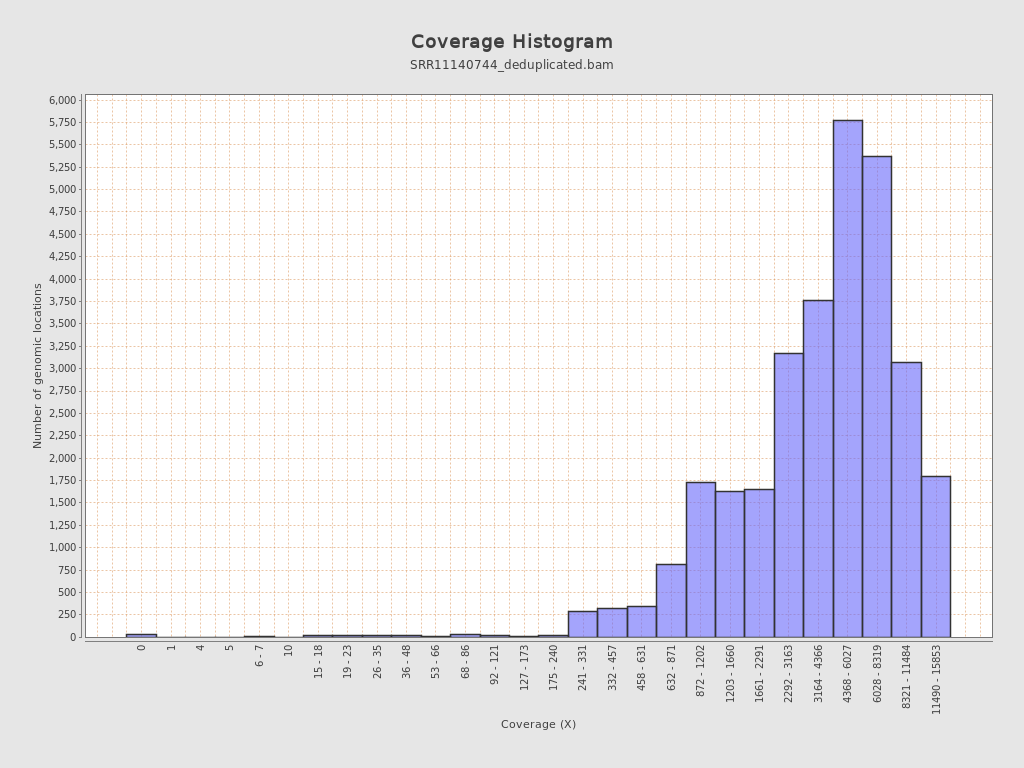 Coverage Histogram
SRR11140744_deduplicated.bam
Number of genomic locations
6,000
5,750
5,500
5,250
5,000
4,750
4,500
4,250
4,000
3,750
3,500
3,250
3,000
2,750
2,500
2,250
2,000
1,750
1,500
1,250
1,000
750
500
250
0
0
1
4
5
6 - 7
10
15 - 18
19 - 23
26 - 35
36 - 48
53 - 66
68 - 86
92 - 121
127 - 173
175 - 240
241 - 331
332 - 457
458 - 631
632 - 871
872 - 1202
1203 - 1660
1661 - 2291
2292 - 3163
3164 - 4366
4368 - 6027
6028 - 8319
8321 - 11484
11490 - 15853
Coverage (X)